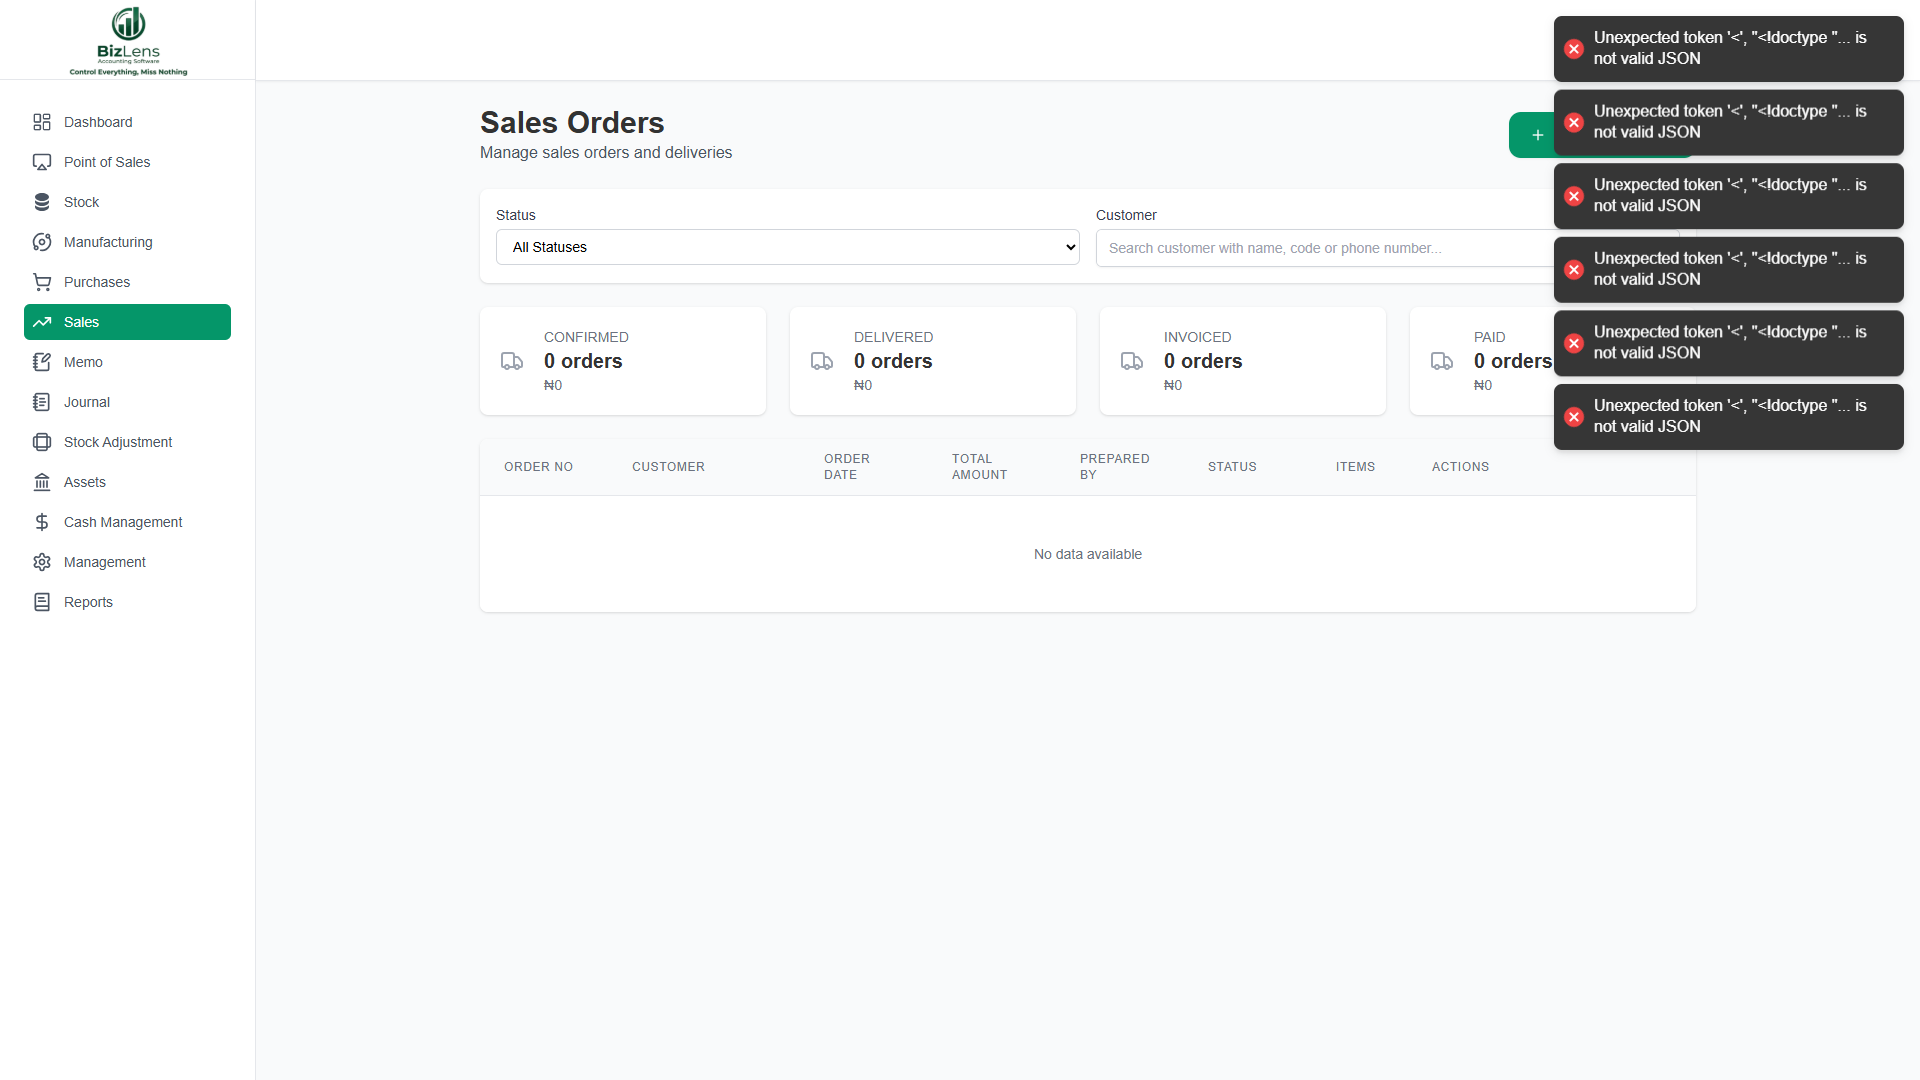 BizLens
Accounting Software
Control Everything, Miss Nothing
Dashboard
Point of Sales
Stock
Manufacturing
Purchases
Sales
Memo
Journal
Stock Adjustment
Assets
Cash Management
Management
Reports
Sales Orders
Manage sales orders and deliveries
+
Status
All Statuses
Customer
Search customer with name, code or phone number...
CONFIRMED
0 orders
₦0
DELIVERED
0 orders
₦0
INVOICED
0 orders
₦0
PAID
0 orders
₦0
ORDER NO
CUSTOMER
ORDER
DATE
TOTAL
AMOUNT
PREPARED
BY
STATUS
ITEMS
ACTIONS
No data available
Unexpected token '<', "<!doctype "... is
not valid JSON
Unexpected token '<', "<!doctype "... is
not valid JSON
Unexpected token '<', "<!doctype "... is
not valid JSON
Unexpected token '<', "<!doctype "... is
not valid JSON
Unexpected token '<', "<!doctype "... is
not valid JSON
Unexpected token '<', "<!doctype "... is
not valid JSON